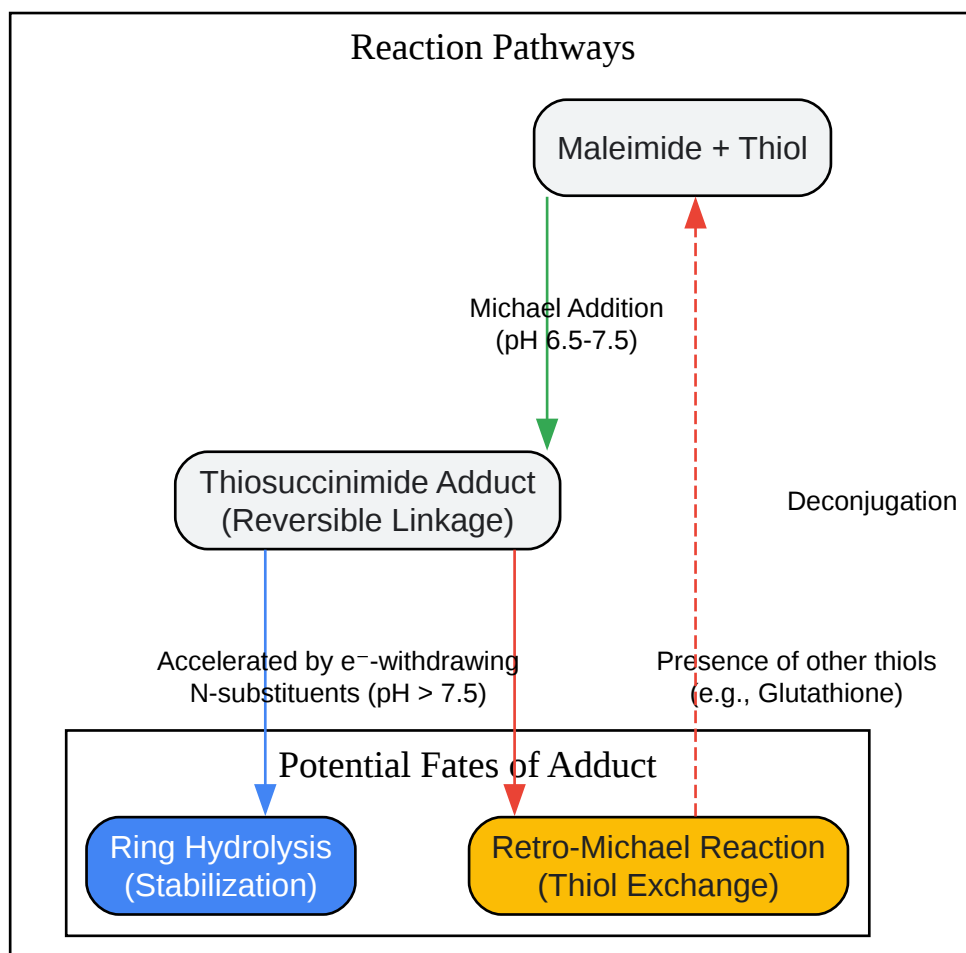 Reaction Pathways
Maleimide + Thiol
Michael Addition
(pH 6.5-7.5)
Thiosuccinimide Adduct
(Reversible Linkage)
Deconjugation
Accelerated by e⁻-withdrawing
N-substituents (pH > 7.5)
Presence of other thiols
(e.g., Glutathione)
Potential Fates of Adduct
Ring Hydrolysis
(Stabilization)
Retro-Michael Reaction
(Thiol Exchange)